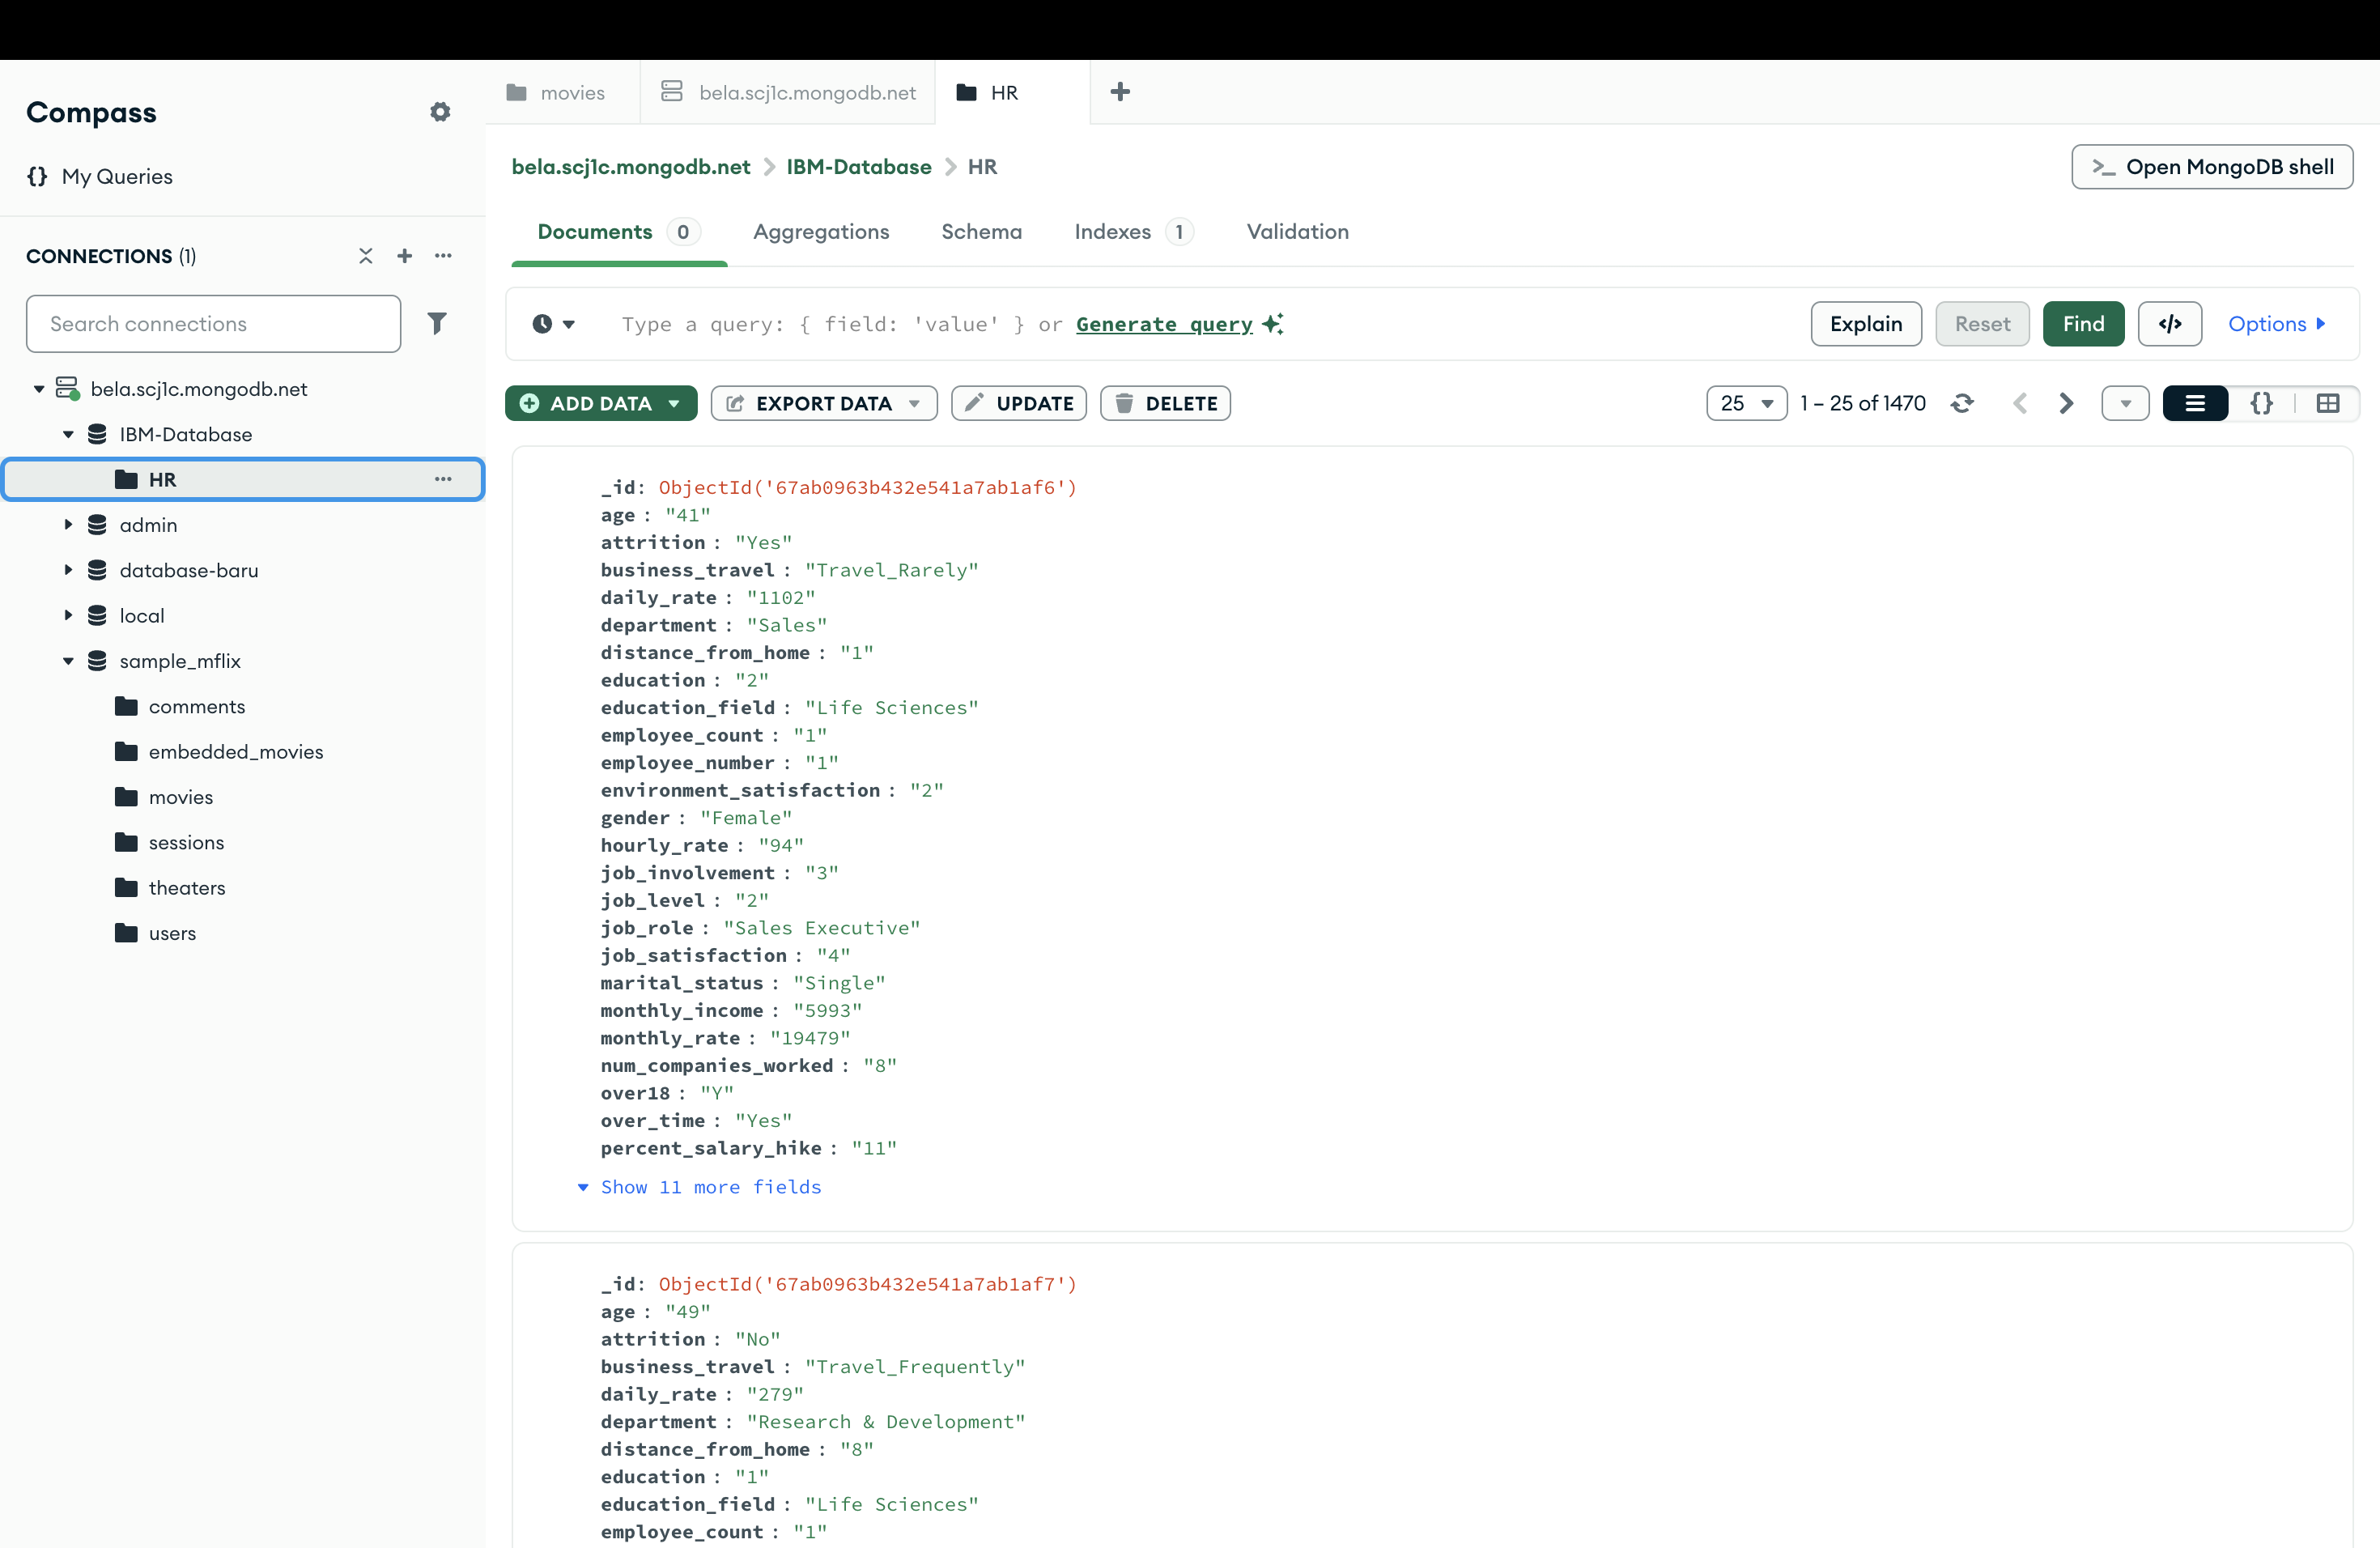 Compass
{} My Queries
CONNECTIONS (1)
Search connections
bela.scj1c.mongodb.net
IBM-Database
HR
admin
database-baru
local
sample_mflix
comments
embedded_movies
movies
sessions
theaters
users
movies
bela.scj1c.mongodb.net
HR
bela.scj1c.mongodb.net > IBM-Database > HR
>_ Open MongoDB shell
Documents 0 Aggregations Schema Indexes 1 Validation
Type a query: { field: 'value' } or Generate query
Explain Reset Find </> Options
ADD DATA EXPORT DATA UPDATE DELETE
25 1 – 25 of 1470 {}
_id: ObjectId('67ab0963b432e541a7ab1af6')
age : "41"
attrition : "Yes"
business_travel : "Travel_Rarely"
daily_rate : "1102"
department : "Sales"
distance_from_home : "1"
education : "2"
education_field : "Life Sciences"
employee_count : "1"
employee_number : "1"
environment_satisfaction : "2"
gender : "Female"
hourly_rate : "94"
job_involvement : "3"
job_level : "2"
job_role : "Sales Executive"
job_satisfaction : "4"
marital_status : "Single"
monthly_income : "5993"
monthly_rate : "19479"
num_companies_worked : "8"
over18 : "Y"
over_time : "Yes"
percent_salary_hike : "11"
Show 11 more fields
_id: ObjectId('67ab0963b432e541a7ab1af7')
age : "49"
attrition : "No"
business_travel : "Travel_Frequently"
daily_rate : "279"
department : "Research & Development"
distance_from_home : "8"
education : "1"
education_field : "Life Sciences"
employee_count : "1"